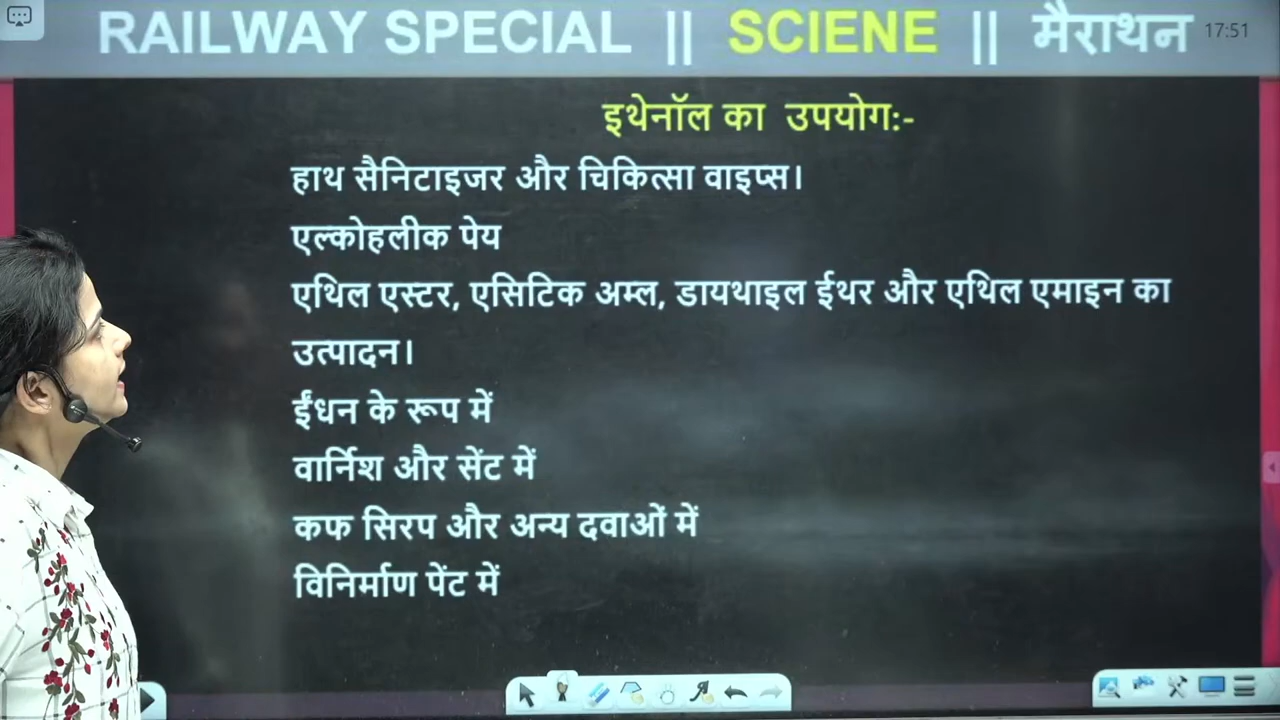 RAILWAY SPECIAL || SCIENE || मैराथन 17:51
इथेनॉल का उपयोग:-
हाथ सैनिटाइजर और चिकित्सा वाइप्स।
एल्कोहलीक पेय
एथिल एस्टर, एसिटिक अम्ल, डायथाइल ईथर और एथिल एमाइन का
उत्पादन।
ईंधन के रूप में
वार्निश और सेंट में
कफ सिरप और अन्य दवाओं में
विनिर्माण पेंट में